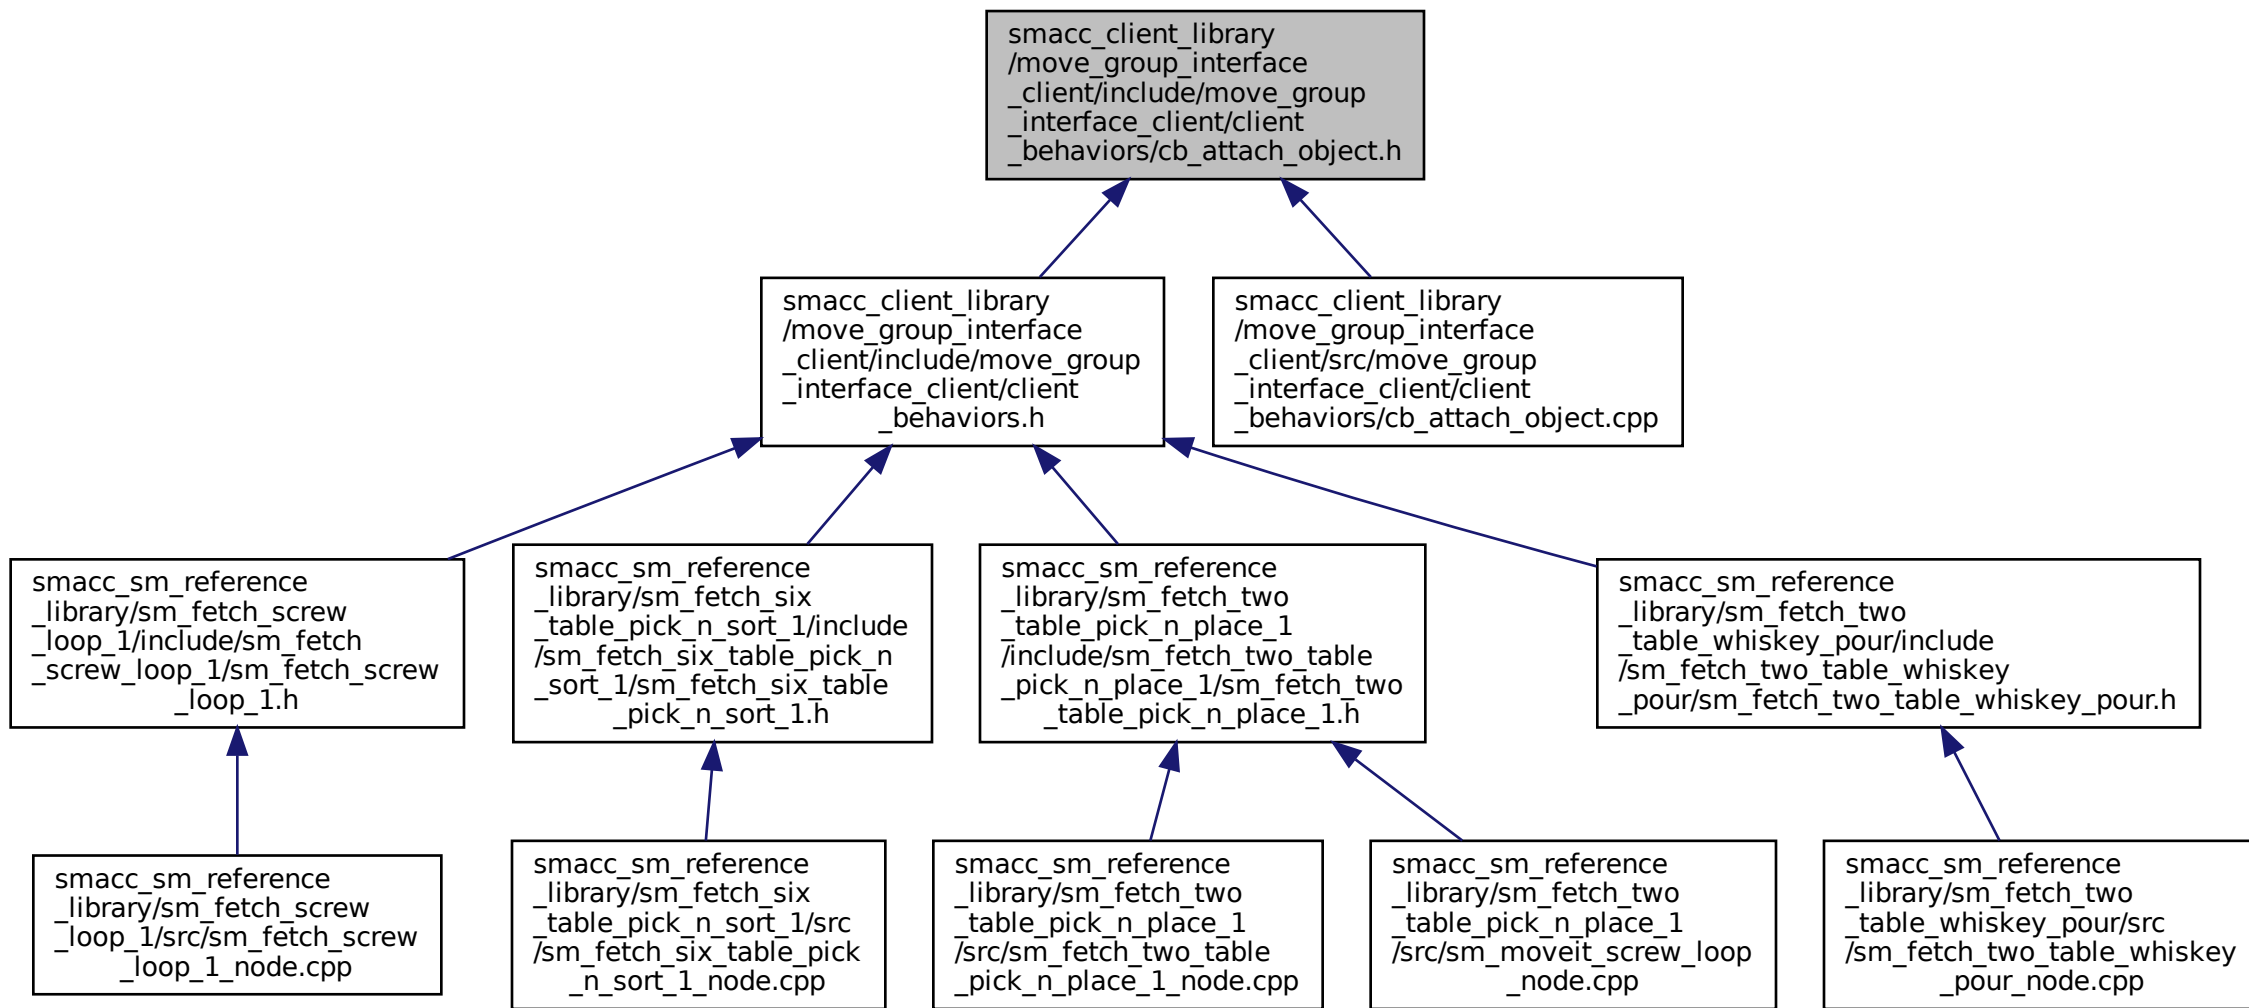 smacc_client_library
/move_group_interface
_client/include/move_group
_interface_client/client
_behaviors/cb_attach_object.h
smacc_client_library
/move_group_interface
_client/include/move_group
_interface_client/client
_behaviors.h
smacc_client_library
/move_group_interface
_client/src/move_group
_interface_client/client
_behaviors/cb_attach_object.cpp
smacc_sm_reference
_library/sm_fetch_screw
_loop_1/include/sm_fetch
_screw_loop_1/sm_fetch_screw
_loop_1.h
smacc_sm_reference
_library/sm_fetch_six
_table_pick_n_sort_1/include
/sm_fetch_six_table_pick_n
_sort_1/sm_fetch_six_table
_pick_n_sort_1.h
smacc_sm_reference
_library/sm_fetch_two
_table_pick_n_place_1
/include/sm_fetch_two_table
_pick_n_place_1/sm_fetch_two
_table_pick_n_place_1.h
smacc_sm_reference
_library/sm_fetch_two
_table_whiskey_pour/include
/sm_fetch_two_table_whiskey
_pour/sm_fetch_two_table_whiskey_pour.h
smacc_sm_reference
_library/sm_fetch_screw
_loop_1/src/sm_fetch_screw
_loop_1_node.cpp
smacc_sm_reference
_library/sm_fetch_six
_table_pick_n_sort_1/src
/sm_fetch_six_table_pick
_n_sort_1_node.cpp
smacc_sm_reference
_library/sm_fetch_two
_table_pick_n_place_1
/src/sm_fetch_two_table
_pick_n_place_1_node.cpp
smacc_sm_reference
_library/sm_fetch_two
_table_pick_n_place_1
/src/sm_moveit_screw_loop
_node.cpp
smacc_sm_reference
_library/sm_fetch_two
_table_whiskey_pour/src
/sm_fetch_two_table_whiskey
_pour_node.cpp